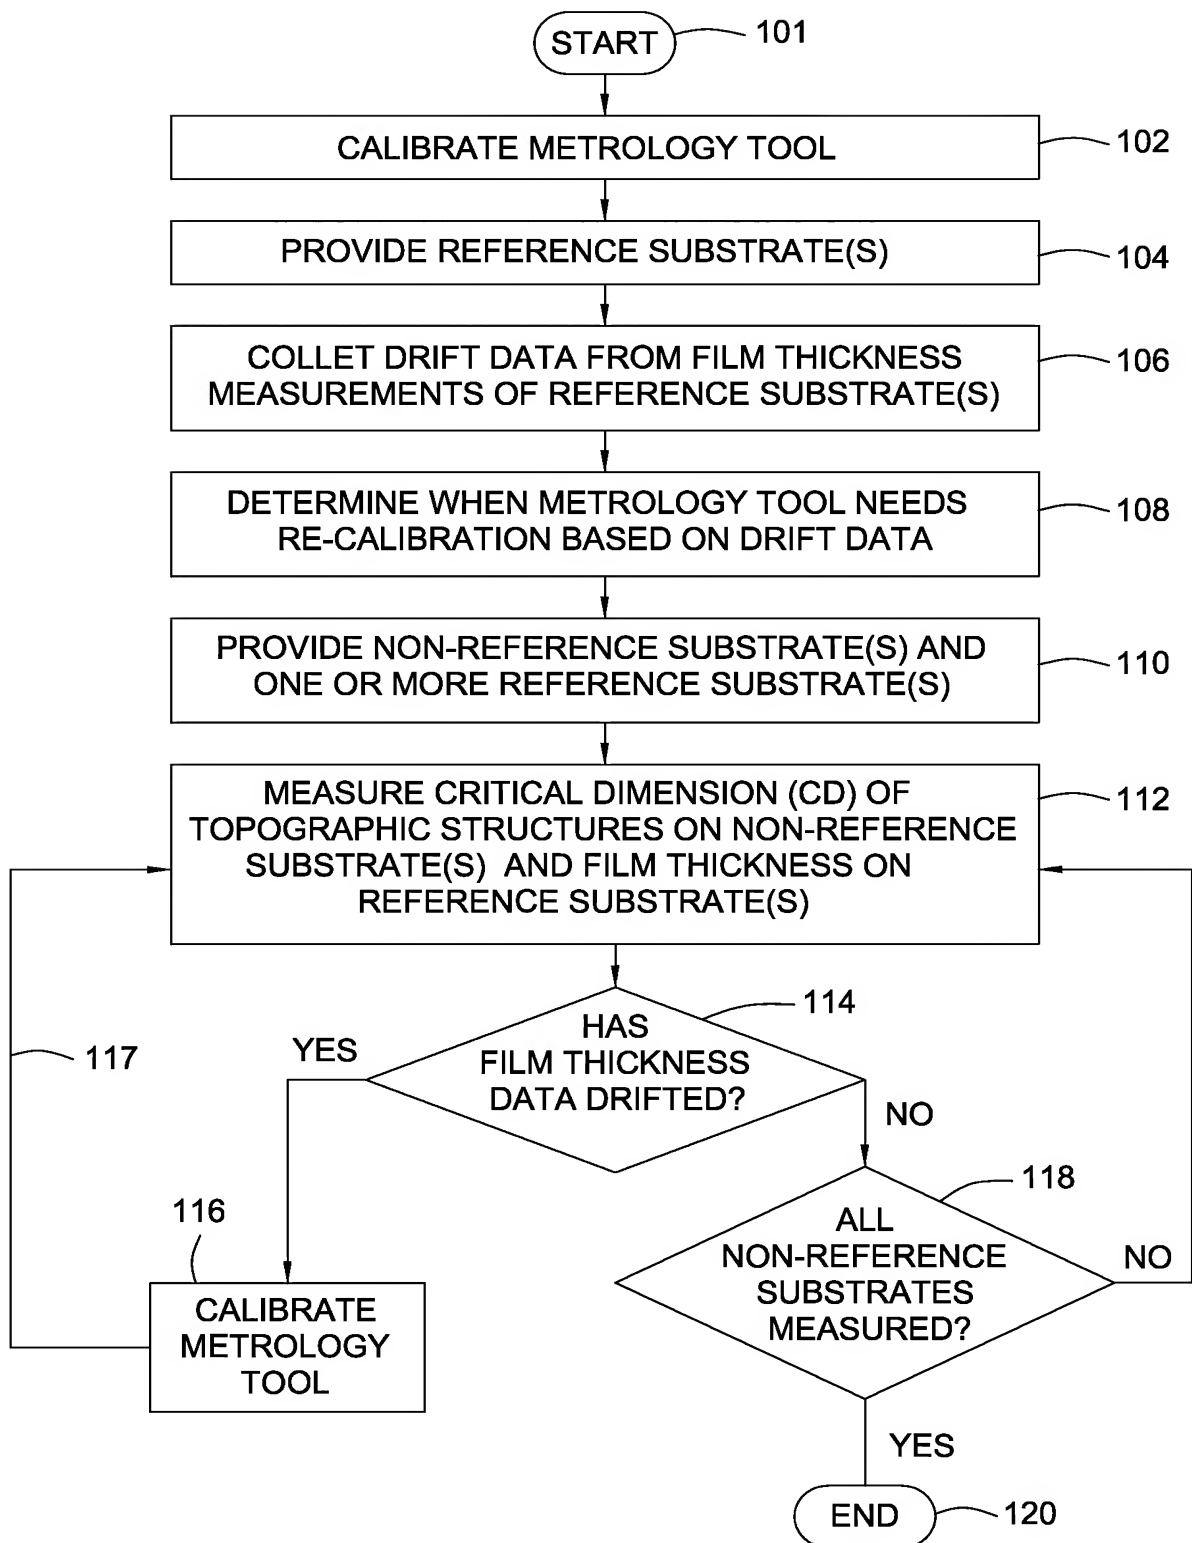 START
101
CALIBRATE METROLOGY TOOL
102
PROVIDE REFERENCE SUBSTRATE(S)
104
COLLET DRIFT DATA FROM FILM THICKNESS
MEASUREMENTS OF REFERENCE SUBSTRATE(S)
106
DETERMINE WHEN METROLOGY TOOL NEEDS
RE-CALIBRATION BASED ON DRIFT DATA
108
PROVIDE NON-REFERENCE SUBSTRATE(S) AND
ONE OR MORE REFERENCE SUBSTRATE(S)
110
MEASURE CRITICAL DIMENSION (CD) OF
TOPOGRAPHIC STRUCTURES ON NON-REFERENCE
SUBSTRATE(S) AND FILM THICKNESS ON
REFERENCE SUBSTRATE(S)
112
HAS
FILM THICKNESS
DATA DRIFTED?
114
YES
117
NO
116
CALIBRATE
METROLOGY
TOOL
ALL
NON-REFERENCE
SUBSTRATES
MEASURED?
118
NO
YES
END
120